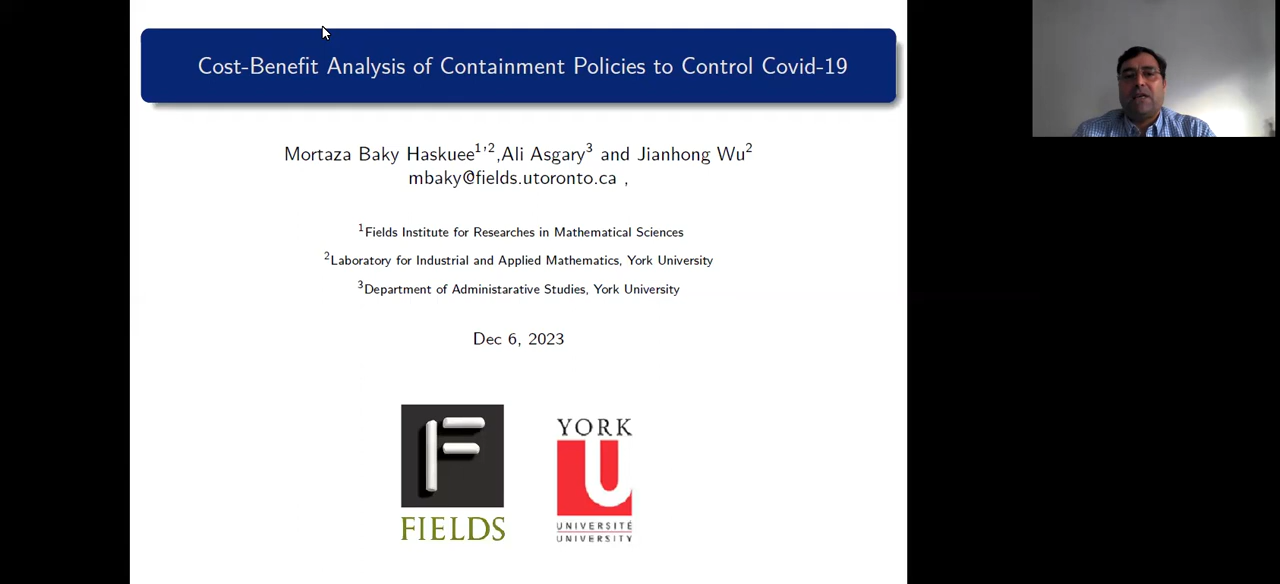 Cost-Benefit Analysis of Containment Policies to Control Covid-19
Mortaza Baky Haskuee¹'²,Ali Asgary³ and Jianhong Wu²
mbaky@fields.utoronto.ca ,
¹Fields Institute for Researches in Mathematical Sciences
²Laboratory for Industrial and Applied Mathematics, York University
³Department of Administarative Studies, York University
Dec 6, 2023
FIELDS
YORK
U
UNIVERSITÉ
UNIVERSITY